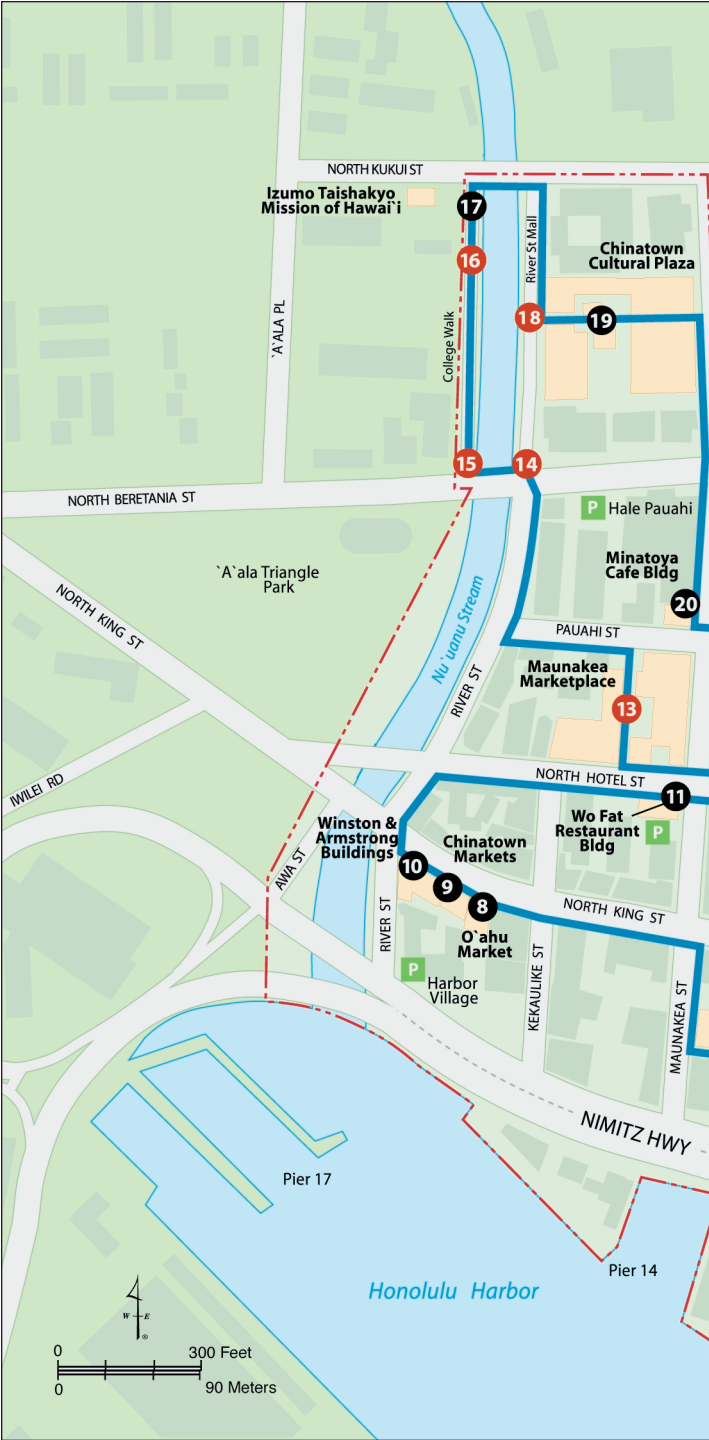 NORTH KUKUI ST
Izumo Taishakyo
Mission of Hawai`i
17
16
River St Mall
Chinatown
Cultural Plaza
18
19
`A`ALA PL
College Walk
15
14
NORTH BERETANIA ST
P Hale Pauahi
`A`ala Triangle
Park
Minatoya
Cafe Bldg
20
NORTH KING ST
Nu`uanu Stream
RIVER ST
PAUAHI ST
Maunakea
Marketplace
13
IWILEI RD
NORTH HOTEL ST
11
Wo Fat
Restaurant
Bldg
P
Winston &
Armstrong
Buildings
Chinatown
Markets
10
9
8
AWA ST
RIVER ST
NORTH KING ST
O`ahu
Market
P
Harbor
Village
KEKAULIKE ST
MAUNAKEA ST
NIMITZ HWY
Pier 17
Pier 14
Honolulu Harbor
W E
®
0 300 Feet
0 90 Meters